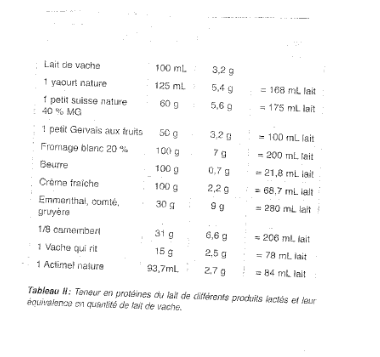 Lait de vache 100 mL 3,2 g
1 yaourt nature 125 mL 5,4 g = 168 mL lait
1 petit suisse nature 60 g 5,6 g = 175 mL lait
40 % MG
1 petit Gervais aux fruits 50 g 3,2 g = 100 mL lait
Fromage blanc 20 % 100 g 7 g = 200 mL lait
Beurre 100 g 0,7 g = 21,8 mL lait
Crème fraîche 100 g 2,2 g = 68,7 mL lait
Emmenthal, comté, 30 g 9 g = 280 mL lait
gruyère
1/8 camembert 31 g 6,6 g = 206 mL lait
1 Vache qui rit 15 g 2,5 g = 78 mL lait
1 Actimel nature 93,7mL 2,7 g = 84 mL lait
Tableau II: Teneur en protéines du lait de différents produits lactés et leur
équivalence en quantité de lait de vache.